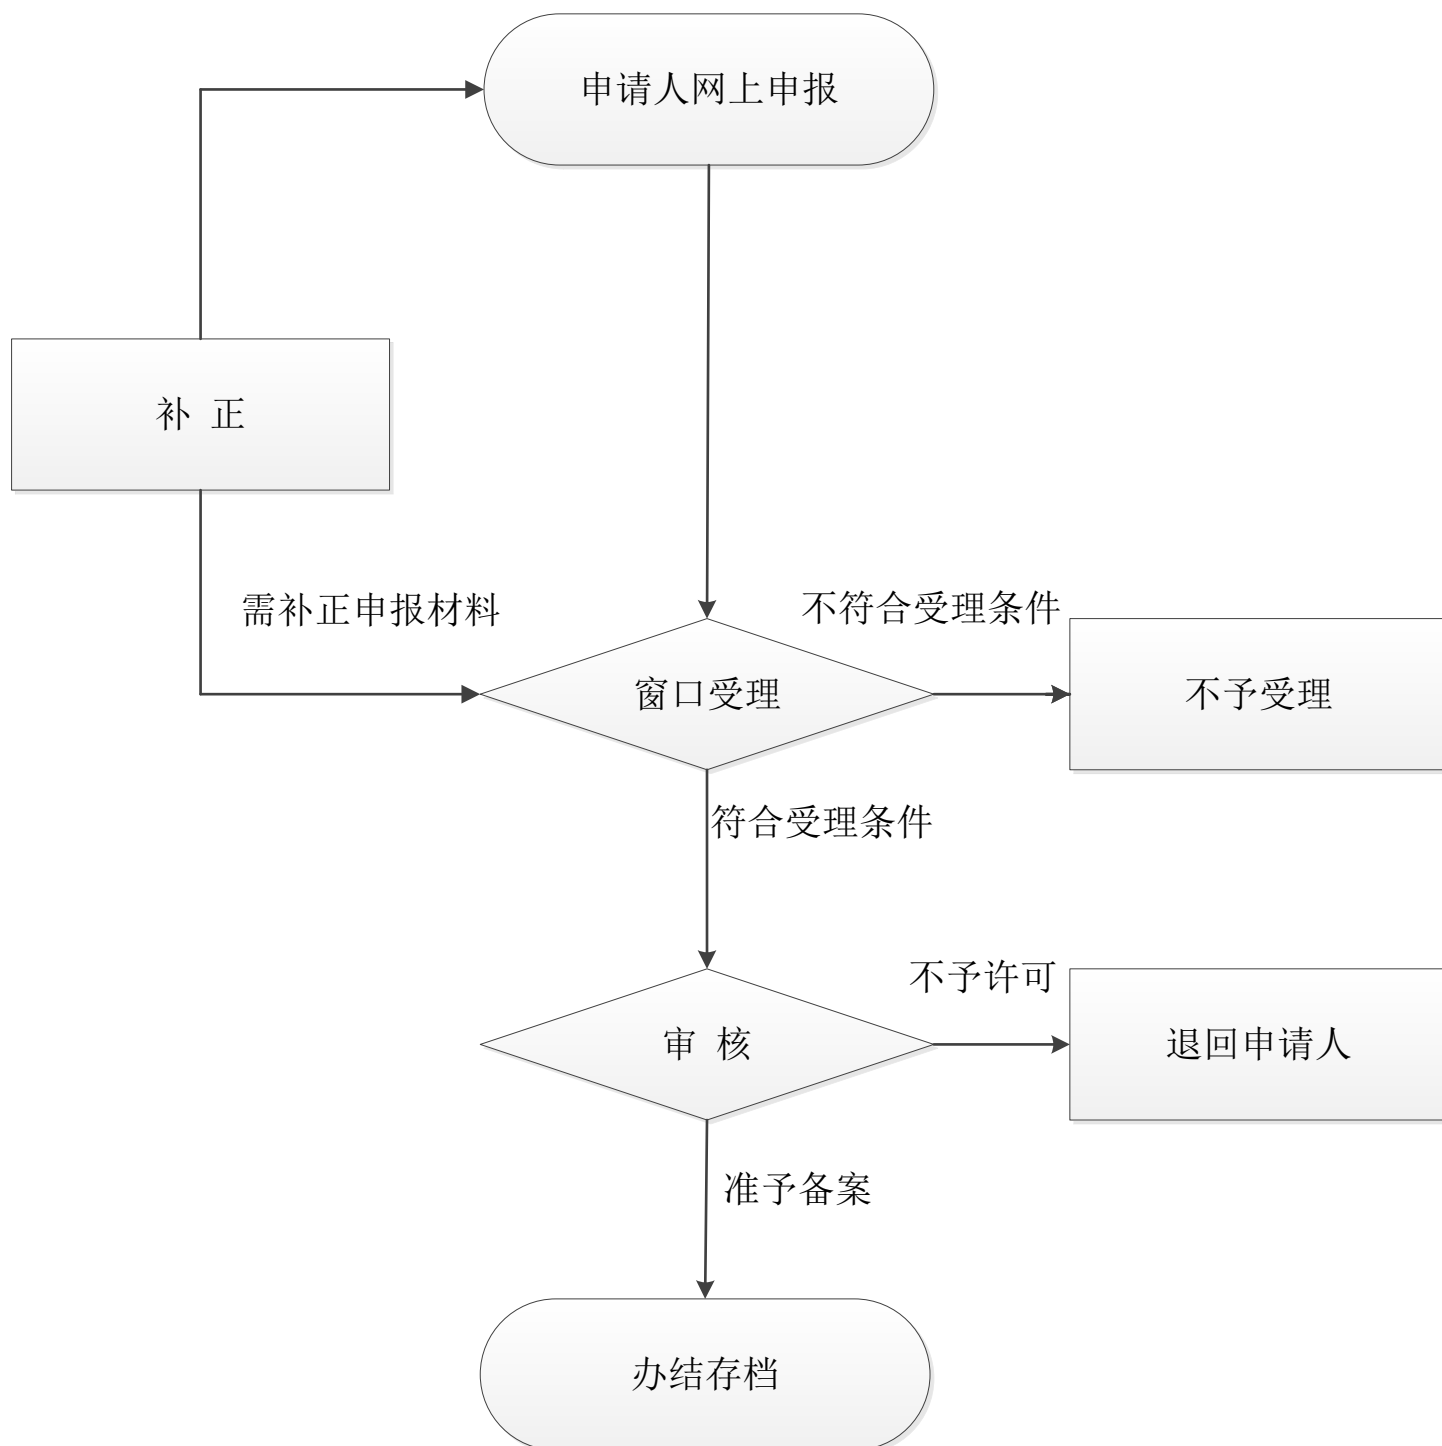 申请人网上申报
补 正
需补正申报材料
不符合受理条件
窗口受理
不予受理
符合受理条件
不予许可
审 核
退回申请人
准予备案
办结存档